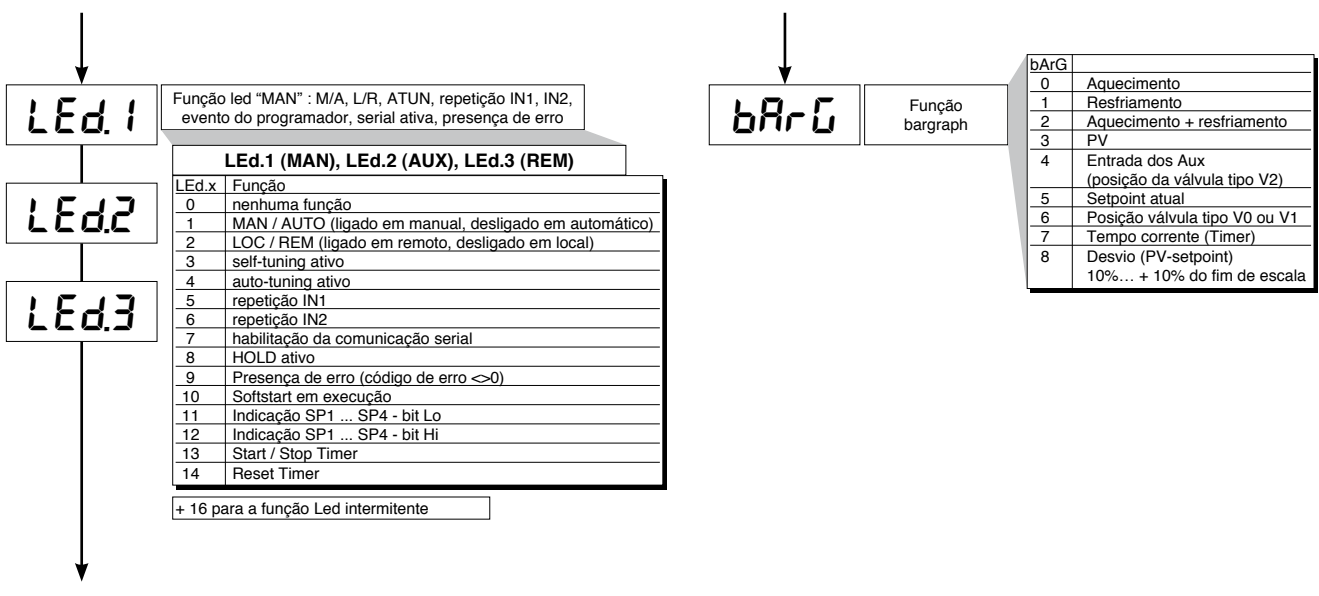 LEd.1
Função led “MAN” : M/A, L/R, ATUN, repetição IN1, IN2,
evento do programador, serial ativa, presença de erro
LEd.1 (MAN), LEd.2 (AUX), LEd.3 (REM)
LEd.x Função
0 nenhuma função
1 MAN / AUTO (ligado em manual, desligado em automático)
2 LOC / REM (ligado em remoto, desligado em local)
3 self-tuning ativo
4 auto-tuning ativo
5 repetição IN1
6 repetição IN2
7 habilitação da comunicação serial
8 HOLD ativo
9 Presença de erro (código de erro <>0)
10 Softstart em execução
11 Indicação SP1 ... SP4 - bit Lo
12 Indicação SP1 ... SP4 - bit Hi
13 Start / Stop Timer
14 Reset Timer
+ 16 para a função Led intermitente
LEd.2
LEd.3
bArG
Função
bargraph
bArG
0 Aquecimento
1 Resfriamento
2 Aquecimento + resfriamento
3 PV
4 Entrada dos Aux
(posição da válvula tipo V2)
5 Setpoint atual
6 Posição válvula tipo V0 ou V1
7 Tempo corrente (Timer)
8 Desvio (PV-setpoint)
10%… + 10% do fim de escala